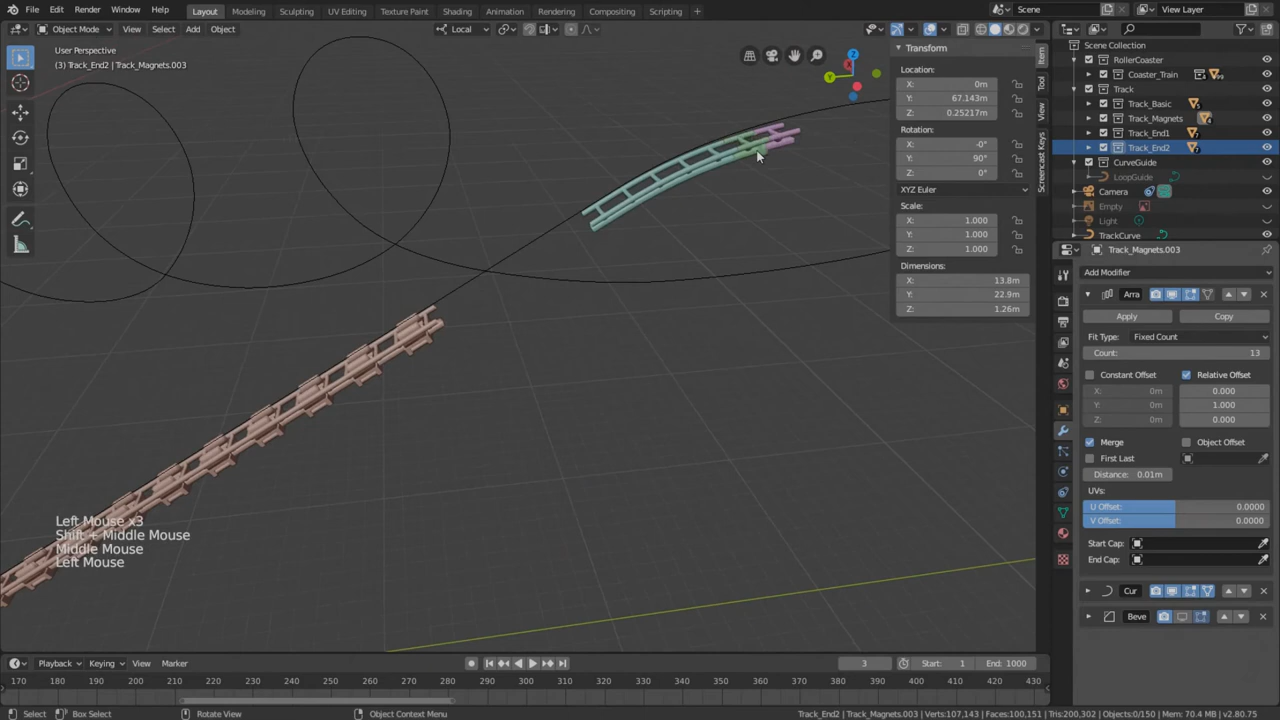 File Edit Render Window Help Layout Modeling Sculpting UV Editing Texture Paint Shading Animation Rendering Compositing Scripting + Scene View Layer
Object Mode View Select Add Object Local
User Perspective
(3) Track_End2 | Track_Magnets.003
Transform
Location:
X: 0m
Y: 67.143m
Z: 0.25217m
Rotation:
X: -0°
Y: 90°
Z: 0°
XYZ Euler
Scale:
X: 1.000
Y: 1.000
Z: 1.000
Dimensions:
X: 13.8m
Y: 22.9m
Z: 1.26m
Item
Tool
View
Screencast Keys
Scene Collection
RollerCoaster
Coaster_Train
Track
Track_Basic
Track_Magnets
Track_End1
Track_End2
CurveGuide
LoopGuide
Camera
Empty
Light
TrackCurve
Track_Magnets.003
Add Modifier
Arra
Apply Copy
Fit Type: Fixed Count
Count: 13
Constant Offset Relative Offset
X: 0m 0.000
Y: 0m 1.000
Z: 0m 0.000
Merge Object Offset
First Last
Distance: 0.01m
UVs:
U Offset: 0.0000
V Offset: 0.0000
Start Cap:
End Cap:
Cur
Beve
Left Mouse x3
Shift + Middle Mouse
Middle Mouse
Left Mouse
Playback Keying View Marker 3 Start: 1 End: 1000
170 180 190 200 210 220 230 240 250 260 270 280 290 300 310 320 330 340 350 360 370 380 390 400 410 420 430
Select Box Select Rotate View Object Context Menu Track_End2 | Track_Magnets.003 | Verts:107,143 | Faces:100,151 | Tris:200,302 | Objects:0/150 | Mem: 70.4 MB | v2.80.75